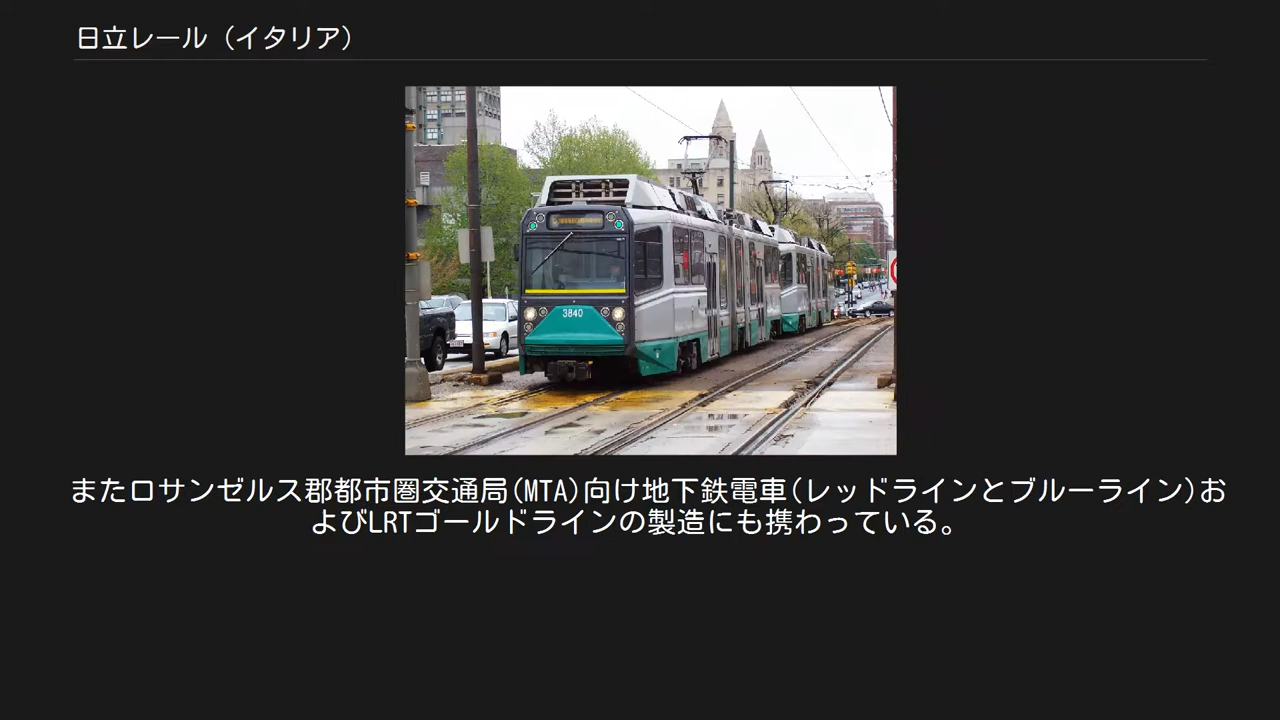 日立レール（イタリア）
3840
またロサンゼルス郡都市圏交通局(MTA)向け地下鉄電車(レッドラインとブルーライン)お
よびLRTゴールドラインの製造にも携わっている。